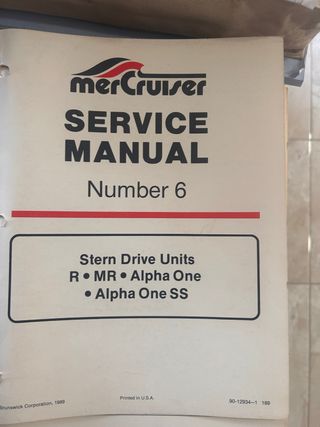 merCruiser
SERVICE
MANUAL
Number 6
Stern Drive Units
R • MR • Alpha One
• Alpha One SS
Brunswick Corporation, 1989
Printed in U.S.A.
90-12934--1 189